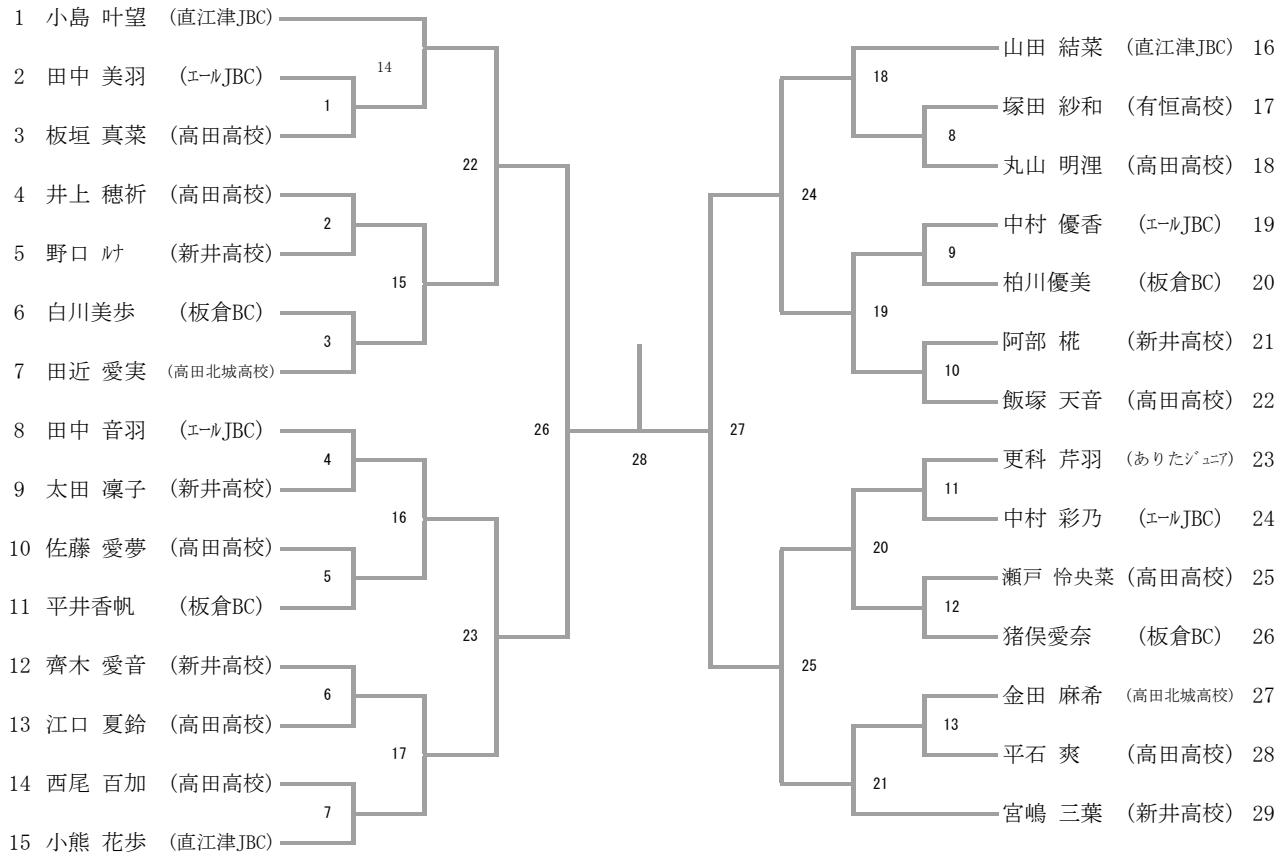 1 小島 叶望 (直江津JBC)
2 田中 美羽 (エールJBC)
3 板垣 真菜 (高田高校)
4 井上 穂祈 (高田高校)
5 野口 ルナ (新井高校)
6 白川美歩 (板倉BC)
7 田近 愛実 (高田北城高校)
8 田中 音羽 (エールJBC)
9 太田 凜子 (新井高校)
10 佐藤 愛夢 (高田高校)
11 平井香帆 (板倉BC)
12 齊木 愛音 (新井高校)
13 江口 夏鈴 (高田高校)
14 西尾 百加 (高田高校)
15 小熊 花歩 (直江津JBC)
1
2
3
4
5
6
7
14
15
16
17
22
23
26
28
27
24
25
18
19
20
21
8
9
10
11
12
13
山田 結菜 (直江津JBC) 16
塚田 紗和 (有恒高校) 17
丸山 明浬 (高田高校) 18
中村 優香 (エールJBC) 19
柏川優美 (板倉BC) 20
阿部 椛 (新井高校) 21
飯塚 天音 (高田高校) 22
更科 芹羽 (ありたジュニア) 23
中村 彩乃 (エールJBC) 24
瀬戸 怜央菜 (高田高校) 25
猪俣愛奈 (板倉BC) 26
金田 麻希 (高田北城高校) 27
平石 爽 (高田高校) 28
宮嶋 三葉 (新井高校) 29